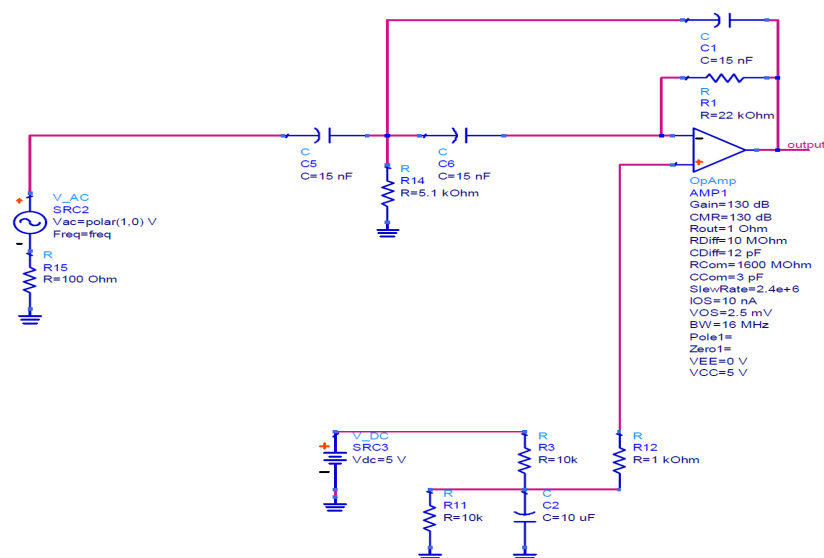 C
C1
C=15 nF
R
R1
R=22 kOhm
C
C5
C=15 nF
C
C6
C=15 nF
output
R
R14
R=5.1 kOhm
V_AC
SRC2
Vac=polar(1,0) V
Freq=freq
R
R15
R=100 Ohm
OpAmp
AMP1
Gain=130 dB
CMR=130 dB
Rout=1 Ohm
RDiff=10 MOhm
CDiff=12 pF
RCom=1600 MOhm
CCom=3 pF
SlewRate=2.4e+6
IOS=10 nA
VOS=2.5 mV
BW=16 MHz
Pole1=
Zero1=
VEE=0 V
VCC=5 V
V_DC
SRC3
Vdc=5 V
R
R3
R=10k
R
R12
R=1 kOhm
R
R11
R=10k
C
C2
C=10 uF